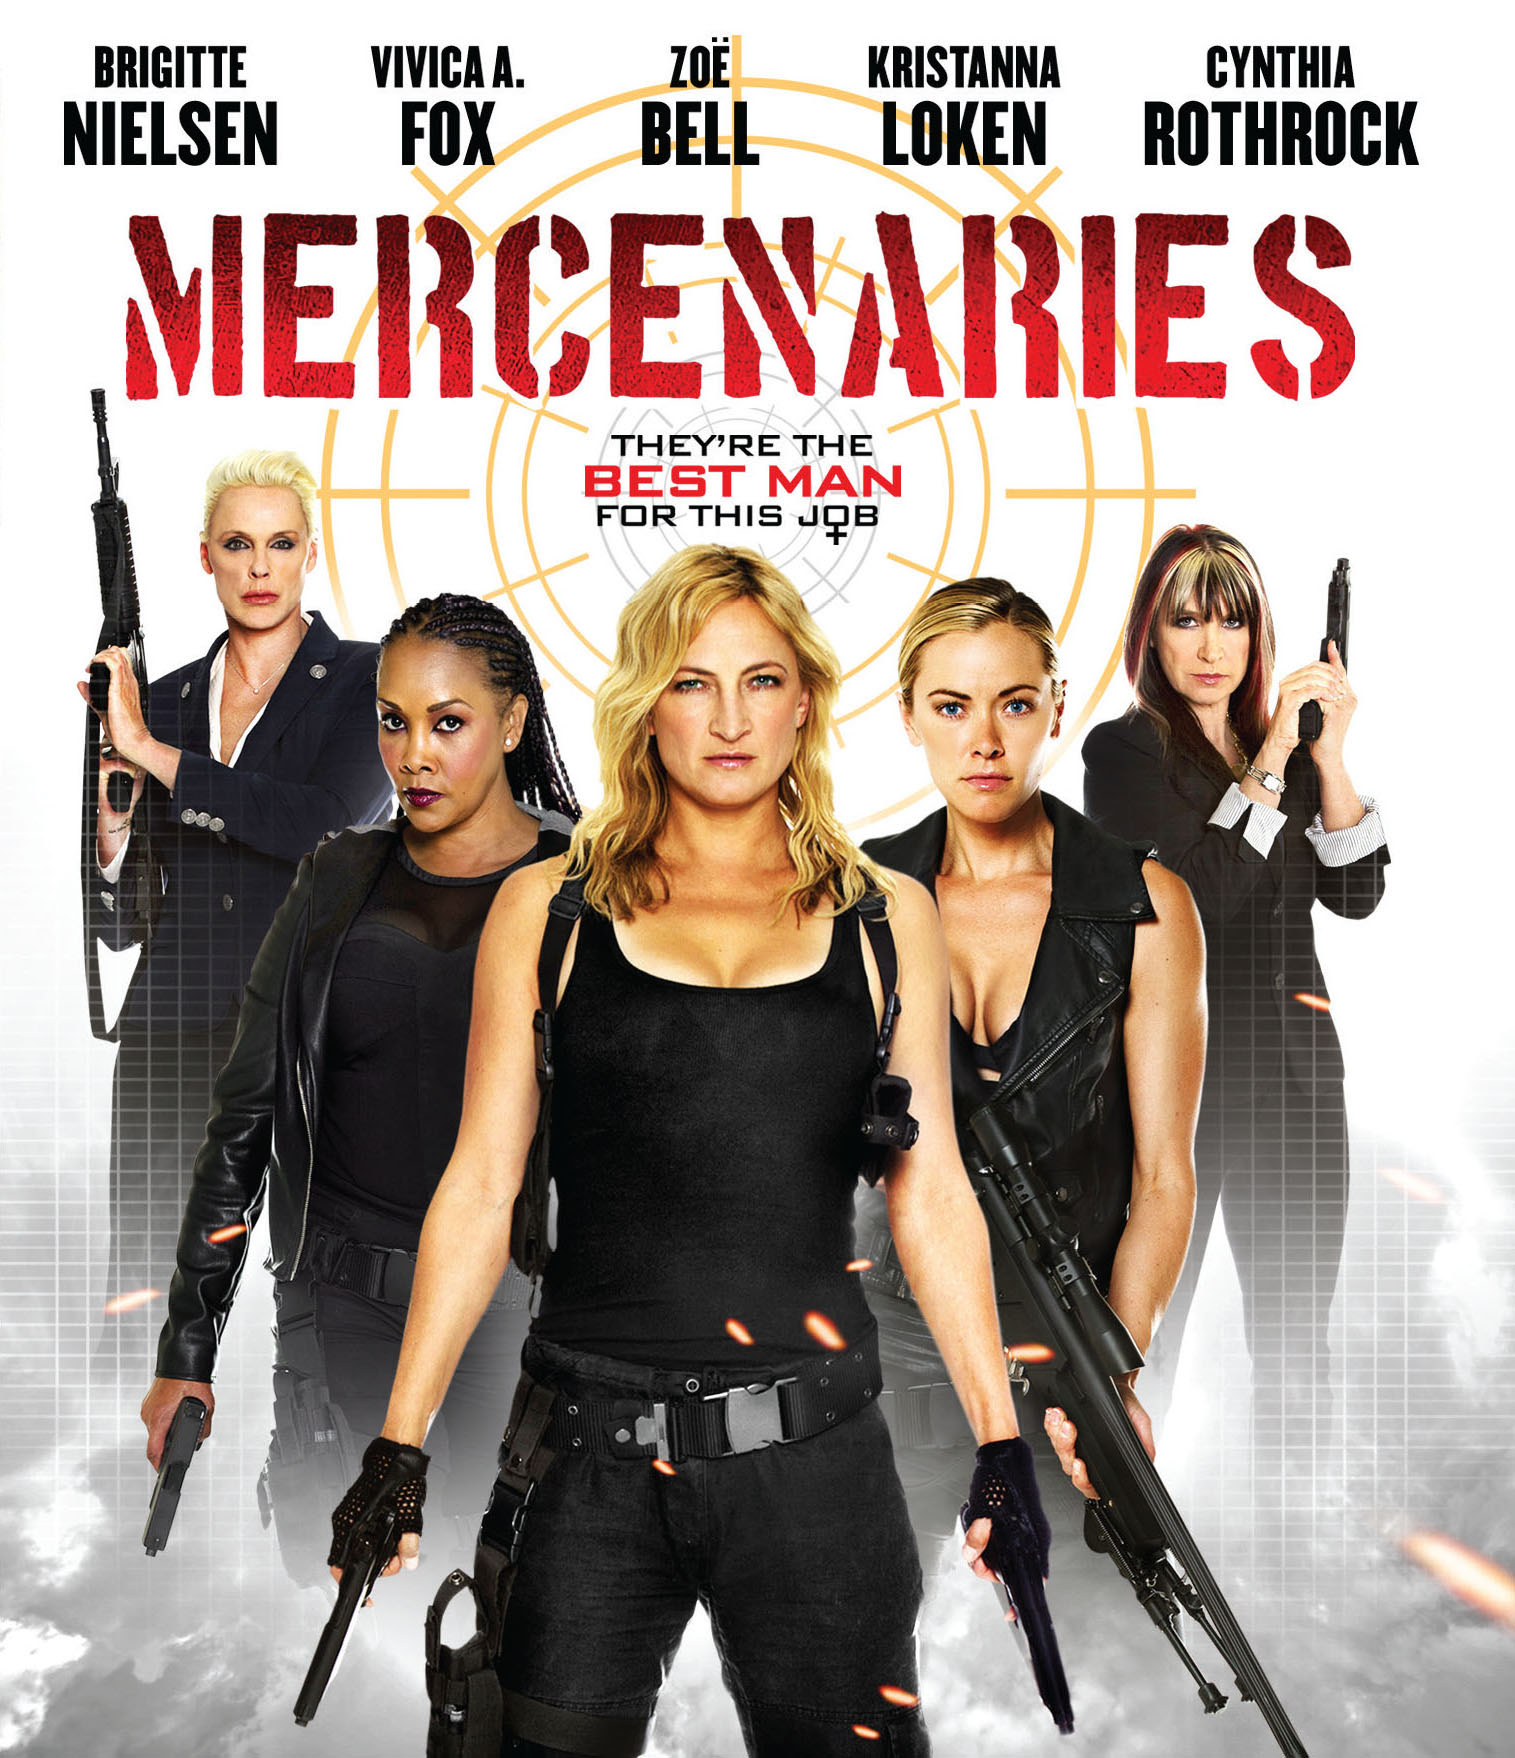 BRIGITTE
NIELSEN
VIVICA A.
FOX
ZOË
BELL
KRISTANNA
LOKEN
CYNTHIA
ROTHROCK
MERCENARIES
THEY'RE THE
BEST MAN
FOR THIS JOB